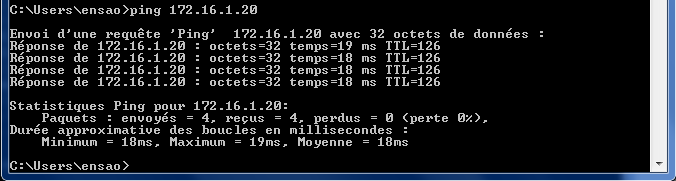 C:\Users\ensao>ping 172.16.1.20
Envoi d'une requête 'Ping'  172.16.1.20 avec 32 octets de données :
Réponse de 172.16.1.20 : octets=32 temps=19 ms TTL=126
Réponse de 172.16.1.20 : octets=32 temps=18 ms TTL=126
Réponse de 172.16.1.20 : octets=32 temps=18 ms TTL=126
Réponse de 172.16.1.20 : octets=32 temps=18 ms TTL=126
Statistiques Ping pour 172.16.1.20:
    Paquets : envoyés = 4, reçus = 4, perdus = 0 (perte 0%),
Durée approximative des boucles en millisecondes :
    Minimum = 18ms, Maximum = 19ms, Moyenne = 18ms
C:\Users\ensao>